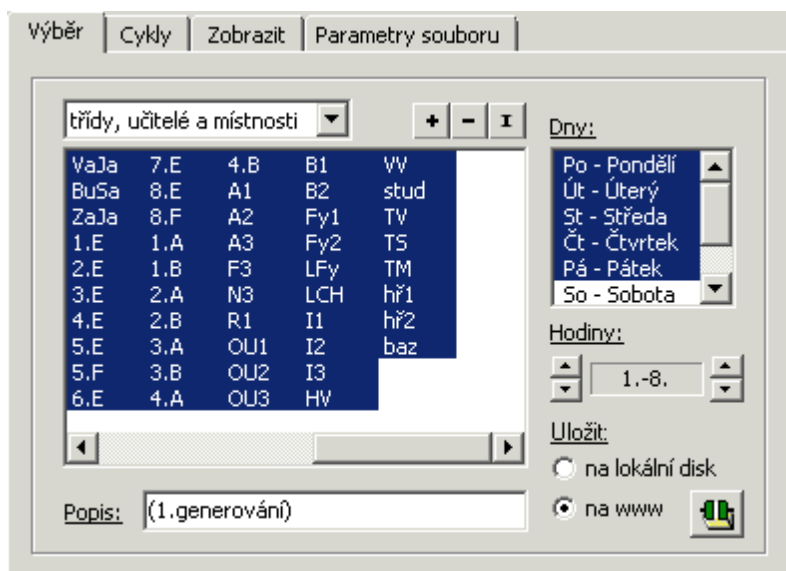 Výběr Cykly Zobrazit Parametry souboru
třídy, učitelé a místnosti + - I
VaJa 7.E 4.B B1 VV
BuSa 8.E A1 B2 stud
ZaJa 8.F A2 Fy1 TV
1.E 1.A A3 Fy2 TS
2.E 1.B F3 LFy TM
3.E 2.A N3 LCH hř1
4.E 2.B R1 I1 hř2
5.E 3.A OU1 I2 baz
5.F 3.B OU2 I3
6.E 4.A OU3 HV
Popis: (1.generování)
Dny:
Po - Pondělí
Út - Úterý
St - Středa
Čt - Čtvrtek
Pá - Pátek
So - Sobota
Hodiny:
1.-8.
Uložit:
na lokální disk
na www